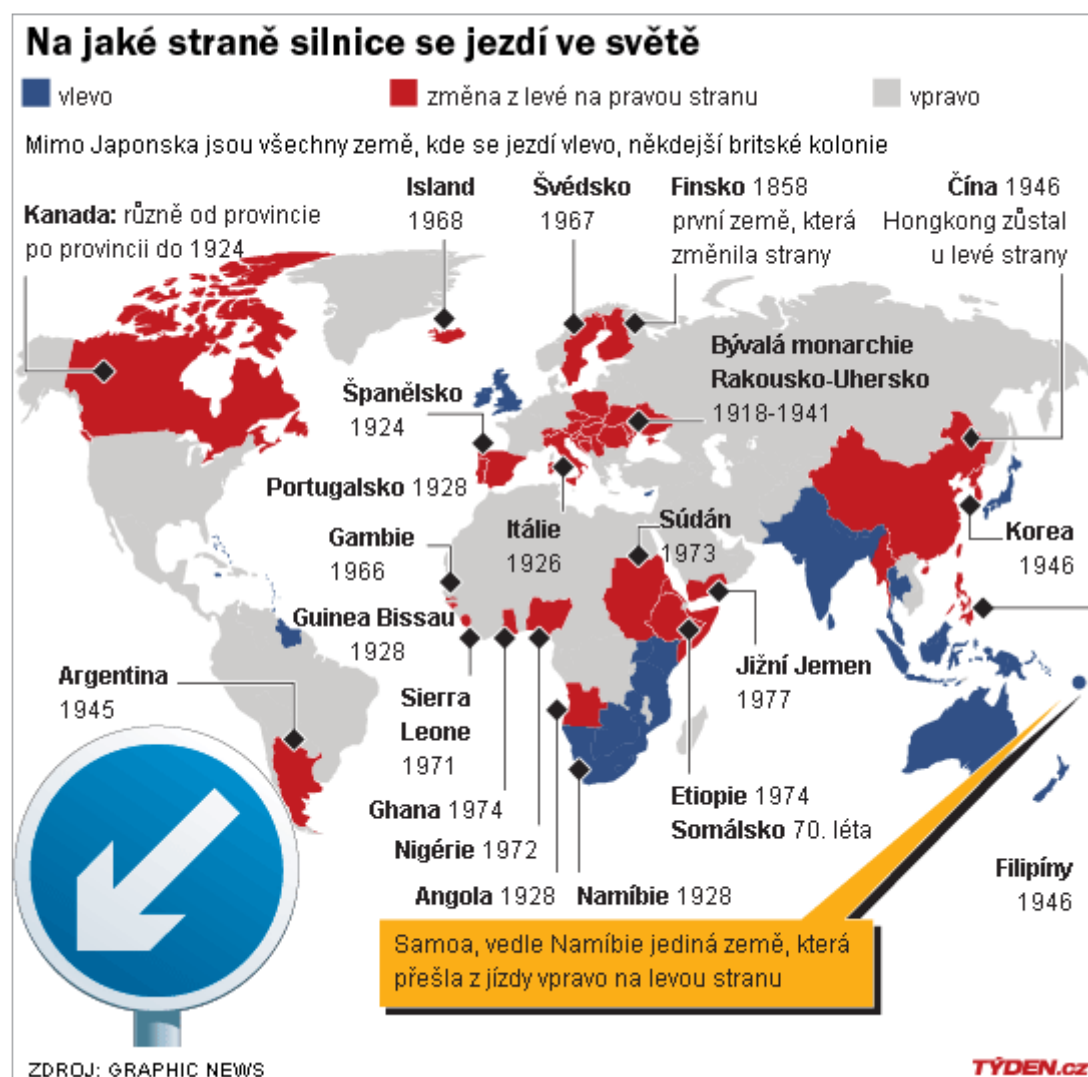 Na jaké straně silnice se jezdí ve světě
vlevo
změna z levé na pravou stranu
vpravo
Mimo Japonska jsou všechny země, kde se jezdí vlevo, někdejší britské kolonie
Kanada: různě od provincie
po provincii do 1924
Island
1968
Švédsko
1967
Finsko 1858
první země, která
změnila strany
Čína 1946
Hongkong zůstal
u levé strany
Bývalá monarchie
Rakousko-Uhersko
1918-1941
Španělsko
1924
Portugalsko 1928
Itálie
1926
Súdán
1973
Korea
1946
Gambie
1966
Guinea Bissau
1928
Argentina
1945
Sierra
Leone
1971
Jižní Jemen
1977
Ghana 1974
Nigérie 1972
Angola 1928
Namíbie 1928
Etiopie 1974
Somálsko 70. léta
Filipíny
1946
Samoa, vedle Namíbie jediná země, která
přešla z jízdy vpravo na levou stranu
ZDROJ: GRAPHIC NEWS
TÝDEN.cz